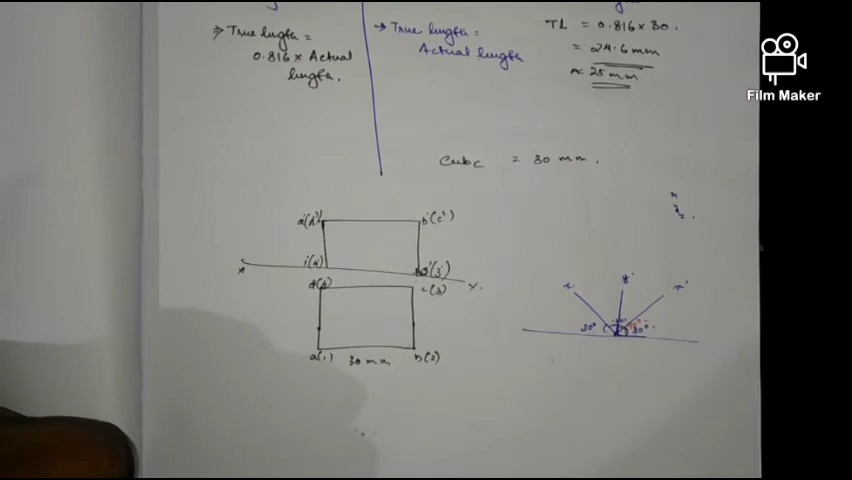 ⇒ True length =
0.816 × Actual
length.
→ True length =
Actual length
TL = 0.816 × 30.
= 24.6 mm
≈ 25 mm
Film Maker
Cube = 30 mm.
a'(d') b'(c')
1'(4')
2'(3')
x y.
d(4) c(3)
a(1) 30 mm b(2)
y'
x'
30° 30°